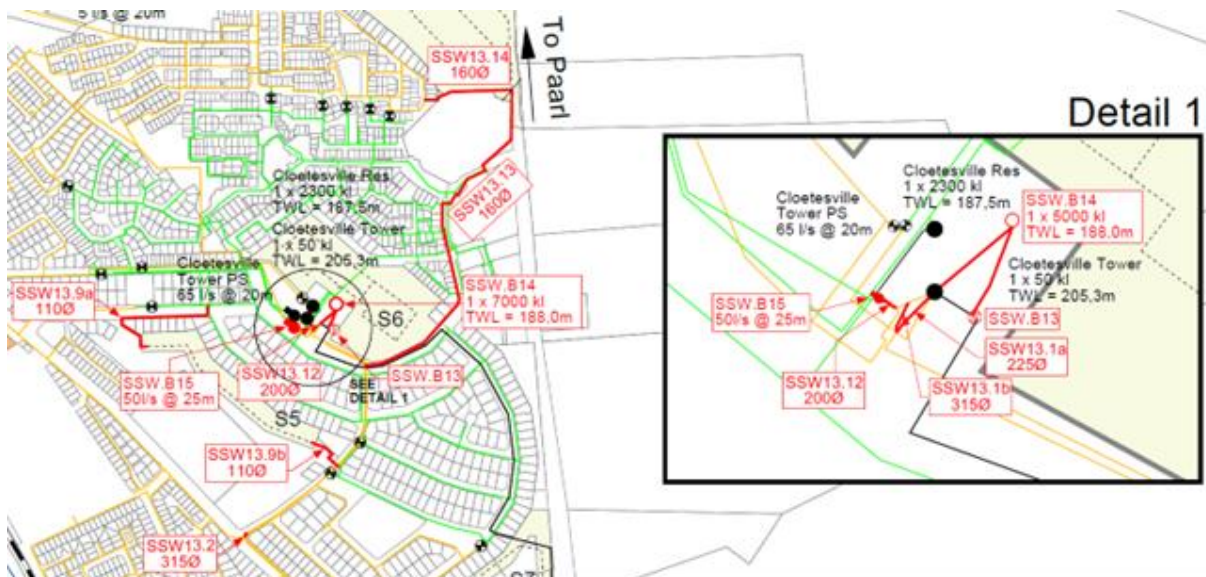 5 l/s @ 20m
SSW13.14
160Ø
To Paarl
Detail 1
Cloetesville Res
1 x 2300 kl
TWL = 187,5m
SSW13.13
160Ø
Cloetesville Tower
1 x 50 kl
TWL = 205,3m
Cloetesville
Tower PS
65 l/s @ 20m
SSW13.9a
110Ø
SSW.B14
1 x 7000 kl
TWL = 188,0m
S6
SSW.B15
50l/s @ 25m
SSW13.12
200Ø
SSW.B13
SEE
DETAIL 1
S5
SSW13.9b
110Ø
SSW13.2
315Ø
Cloetesville Res
1 x 2300 kl
TWL = 187,5m
Cloetesville
Tower PS
65 l/s @ 20m
SSW.B14
1 x 5000 kl
TWL = 188,0m
Cloetesville Tower
1 x 50 kl
TWL = 205,3m
SSW.B15
50l/s @ 25m
SSW.B13
SSW13.1a
225Ø
SSW13.12
200Ø
SSW13.1b
315Ø